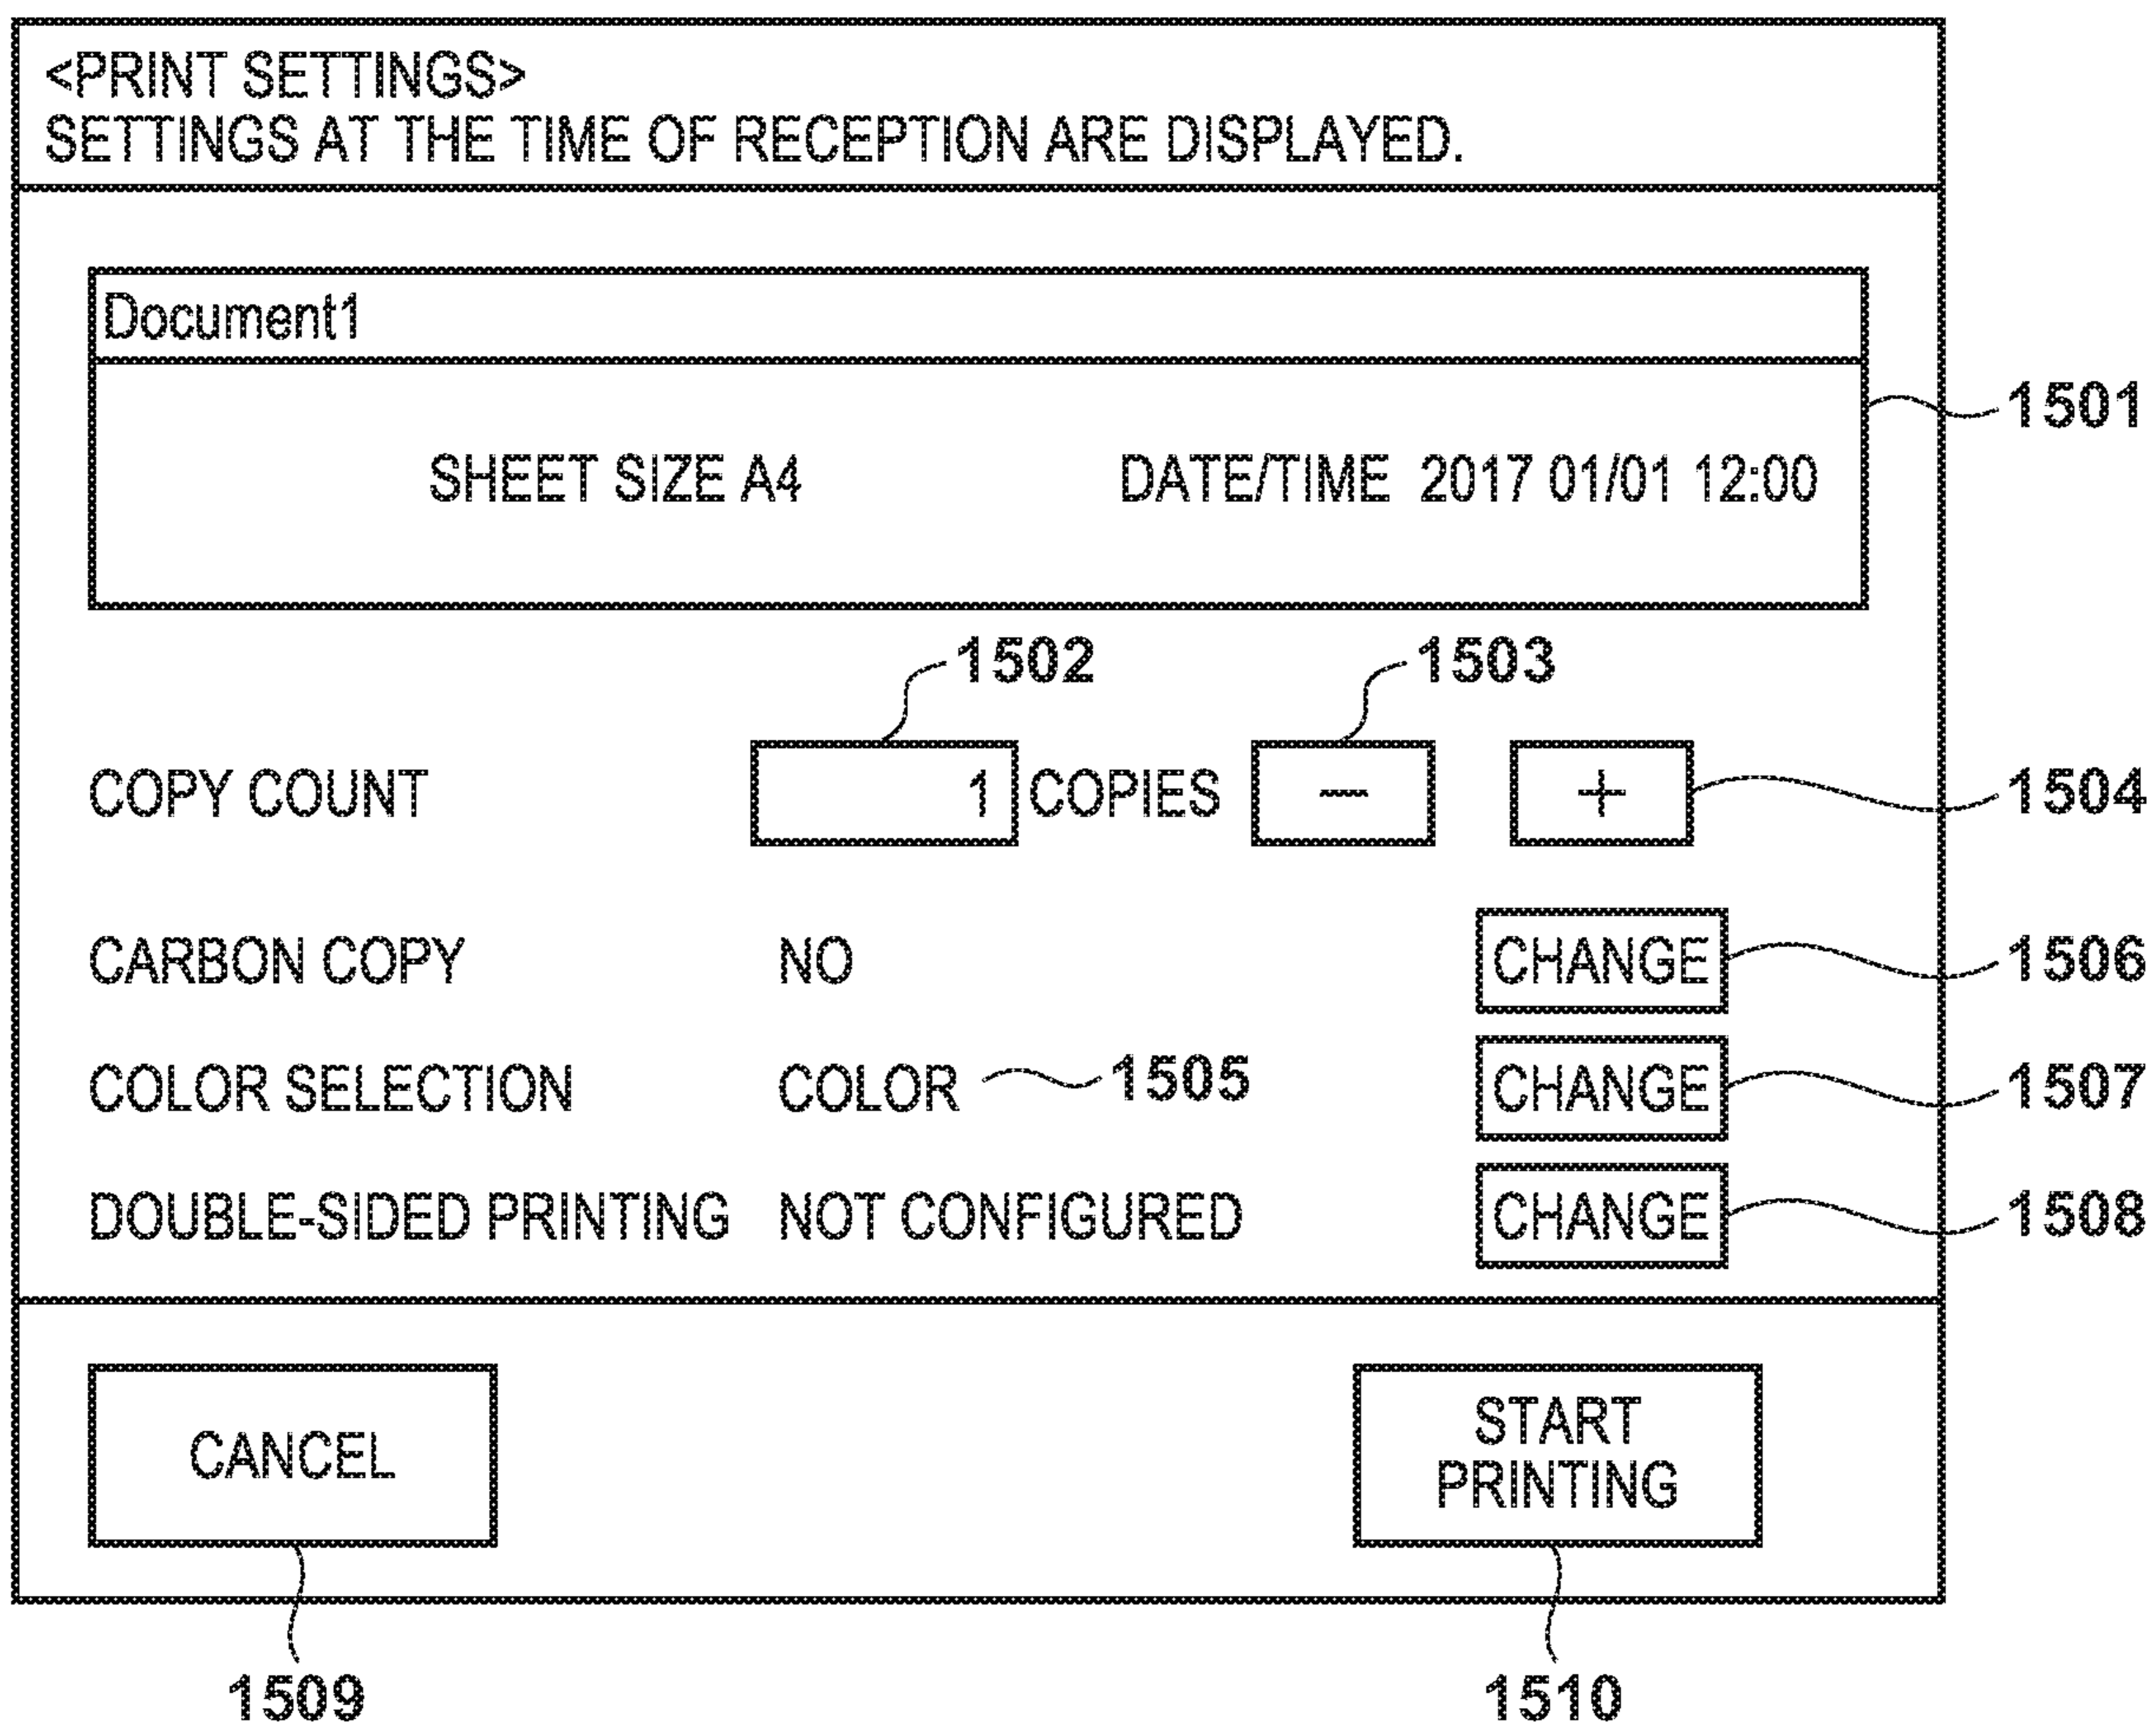 <PRINT SETTINGS>
SETTINGS AT THE TIME OF RECEPTION ARE DISPLAYED.
Document1
1501
SHEET SIZE A4 DATE/TIME 2017 01/01 12:00
1502 1503
COPY COUNT 1 COPIES − + 1504
CARBON COPY NO CHANGE 1506
COLOR SELECTION COLOR 1505 CHANGE 1507
DOUBLE-SIDED PRINTING NOT CONFIGURED CHANGE 1508
CANCEL
START
PRINTING
1509 1510